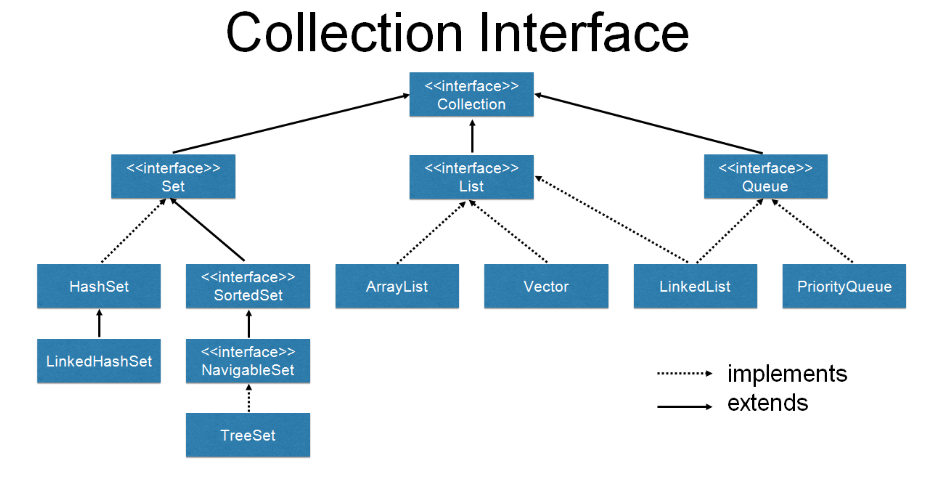 Collection Interface
<<interface>>
Collection
<<interface>>
Set
<<interface>>
List
<<interface>>
Queue
HashSet
<<interface>>
SortedSet
ArrayList
Vector
LinkedList
PriorityQueue
LinkedHashSet
<<interface>>
NavigableSet
TreeSet
implements
extends